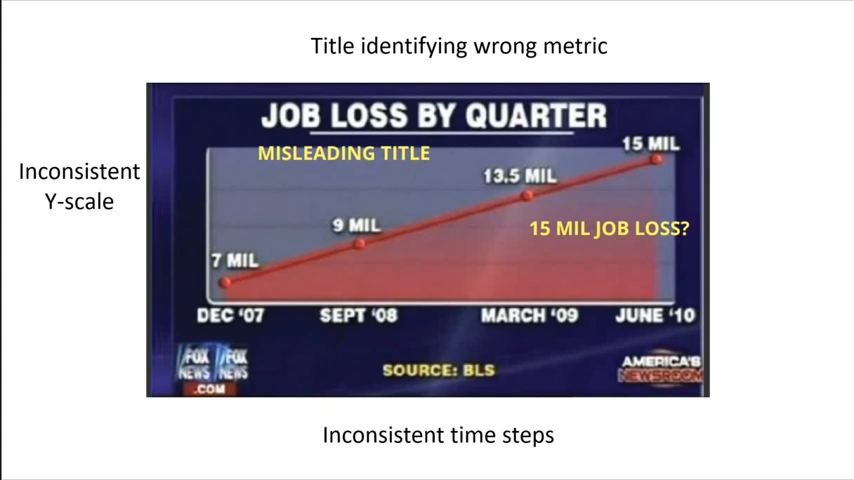 Title identifying wrong metric
JOB LOSS BY QUARTER
MISLEADING TITLE
15 MIL
Inconsistent
Y-scale
13.5 MIL
9 MIL
15 MIL JOB LOSS?
7 MIL
DEC '07 SEPT '08 MARCH '09 JUNE '10
FOX NEWS FOX NEWS
.COM
SOURCE: BLS
AMERICA'S
NEWSROOM
Inconsistent time steps